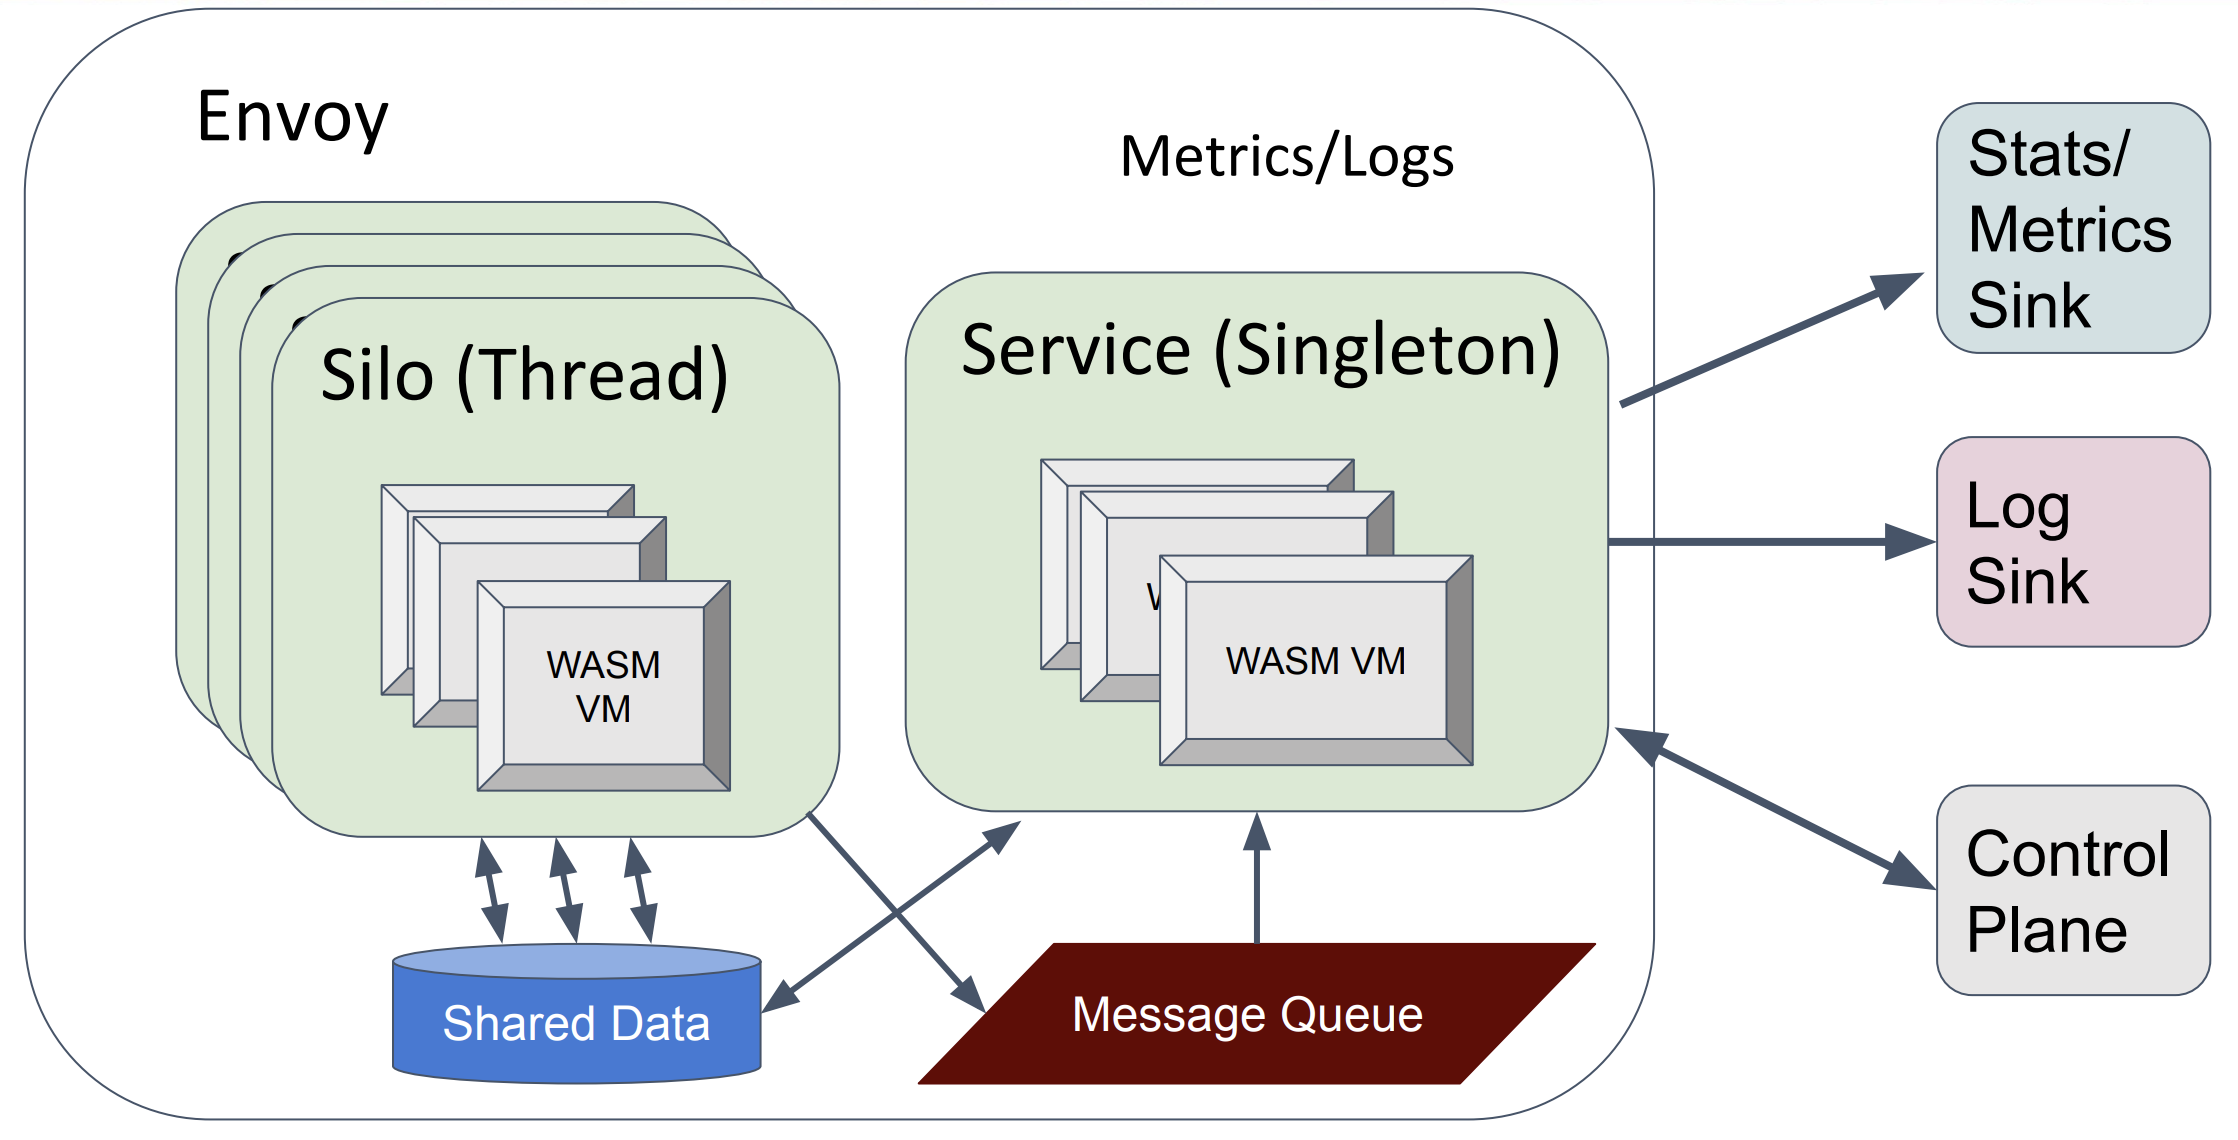 Envoy
Metrics/Logs
Silo (Thread)
WASM
VM
Service (Singleton)
WASM VM
Shared Data
Message Queue
Stats/
Metrics
Sink
Log
Sink
Control
Plane